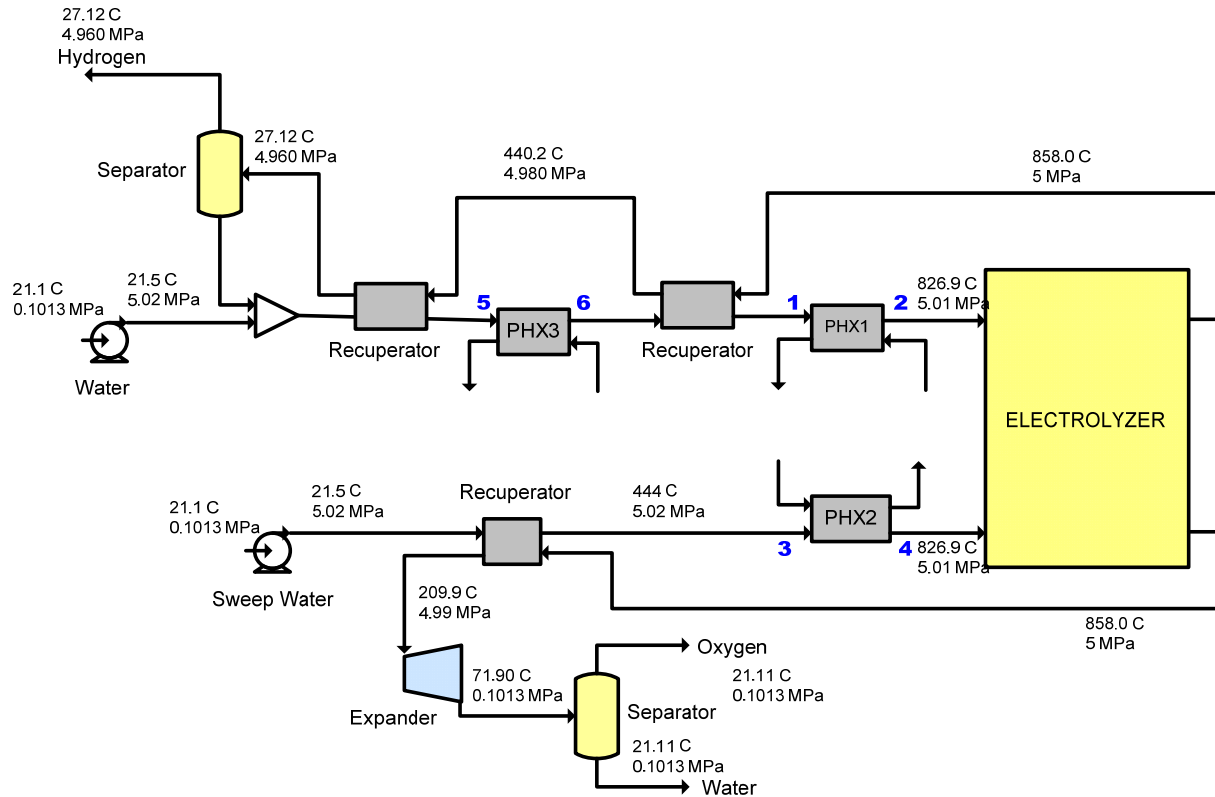 27.12 C
4.960 MPa
Hydrogen
Separator
27.12 C
4.960 MPa
440.2 C
4.980 MPa
858.0 C
5 MPa
21.1 C
0.1013 MPa
21.5 C
5.02 MPa
Water
Recuperator
5
PHX3
6
Recuperator
1
PHX1
2
826.9 C
5.01 MPa
ELECTROLYZER
21.1 C
0.1013 MPa
Sweep Water
21.5 C
5.02 MPa
Recuperator
444 C
5.02 MPa
3
PHX2
4
826.9 C
5.01 MPa
858.0 C
5 MPa
209.9 C
4.99 MPa
Expander
71.90 C
0.1013 MPa
Separator
Oxygen
21.11 C
0.1013 MPa
21.11 C
0.1013 MPa
Water